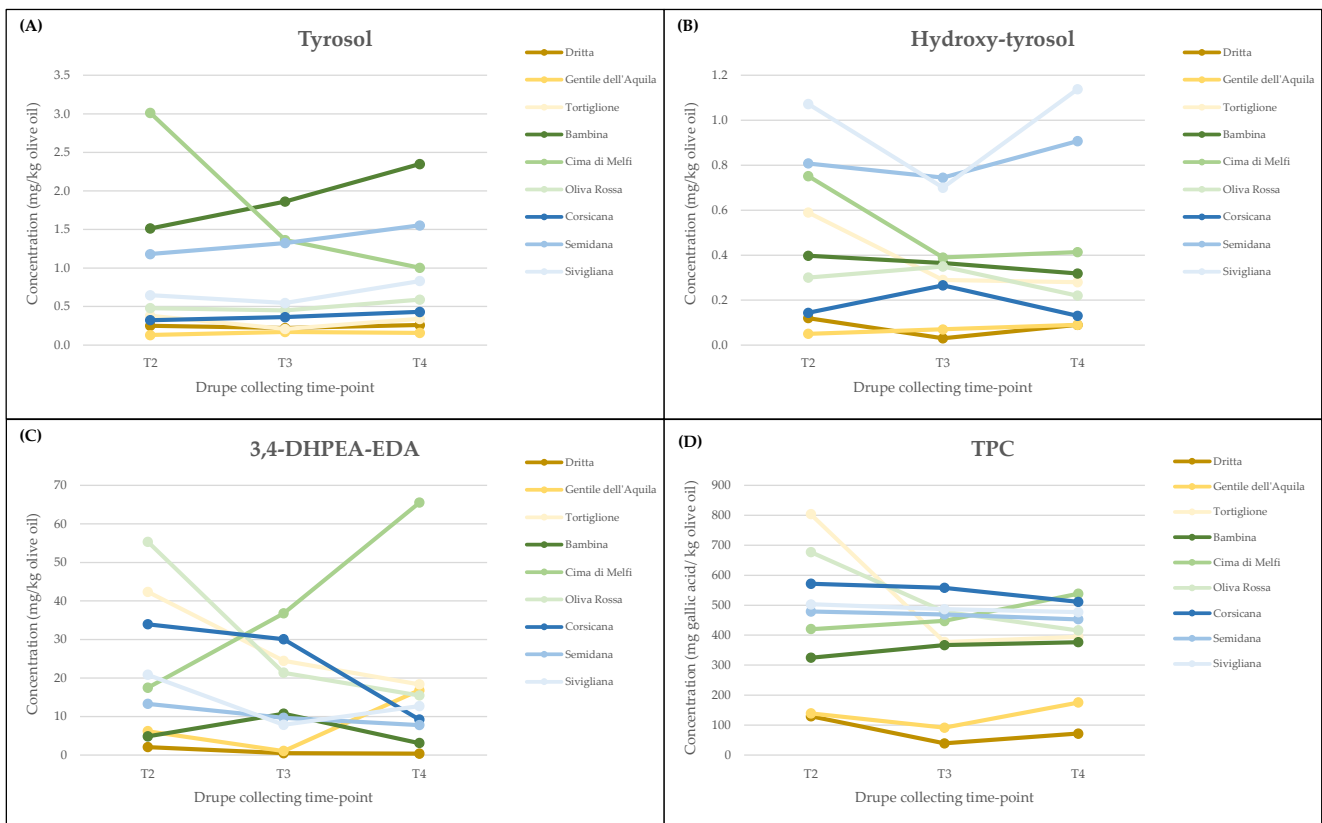 (A)
Tyrosol
Concentration (mg/kg olive oil)
3.5
3.0
2.5
2.0
1.5
1.0
0.5
0.0
T2
T3
T4
Drupe collecting time-point
Dritta
Gentile dell'Aquila
Tortiglione
Bambina
Cima di Melfi
Oliva Rossa
Corsicana
Semidana
Sivigliana
(B)
Hydroxy-tyrosol
Concentration (mg/kg olive oil)
1.2
1.0
0.8
0.6
0.4
0.2
0.0
T2
T3
T4
Drupe collecting time-point
Dritta
Gentile dell'Aquila
Tortiglione
Bambina
Cima di Melfi
Oliva Rossa
Corsicana
Semidana
Sivigliana
(C)
3,4-DHPEA-EDA
Concentration (mg/kg olive oil)
70
60
50
40
30
20
10
0
T2
T3
T4
Drupe collecting time-point
Dritta
Gentile dell'Aquila
Tortiglione
Bambina
Cima di Melfi
Oliva Rossa
Corsicana
Semidana
Sivigliana
(D)
TPC
Concentration (mg gallic acid/ kg olive oil)
900
800
700
600
500
400
300
200
100
0
T2
T3
T4
Drupe collecting time-point
Dritta
Gentile dell'Aquila
Tortiglione
Bambina
Cima di Melfi
Oliva Rossa
Corsicana
Semidana
Sivigliana